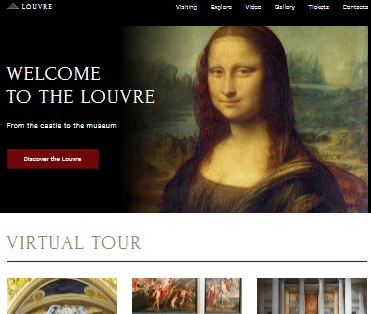 LOUVRE
Visiting Explore Video Gallery Tickets Contacts
WELCOME
TO THE LOUVRE
From the castle to the museum
Discover the Louvre
VIRTUAL TOUR